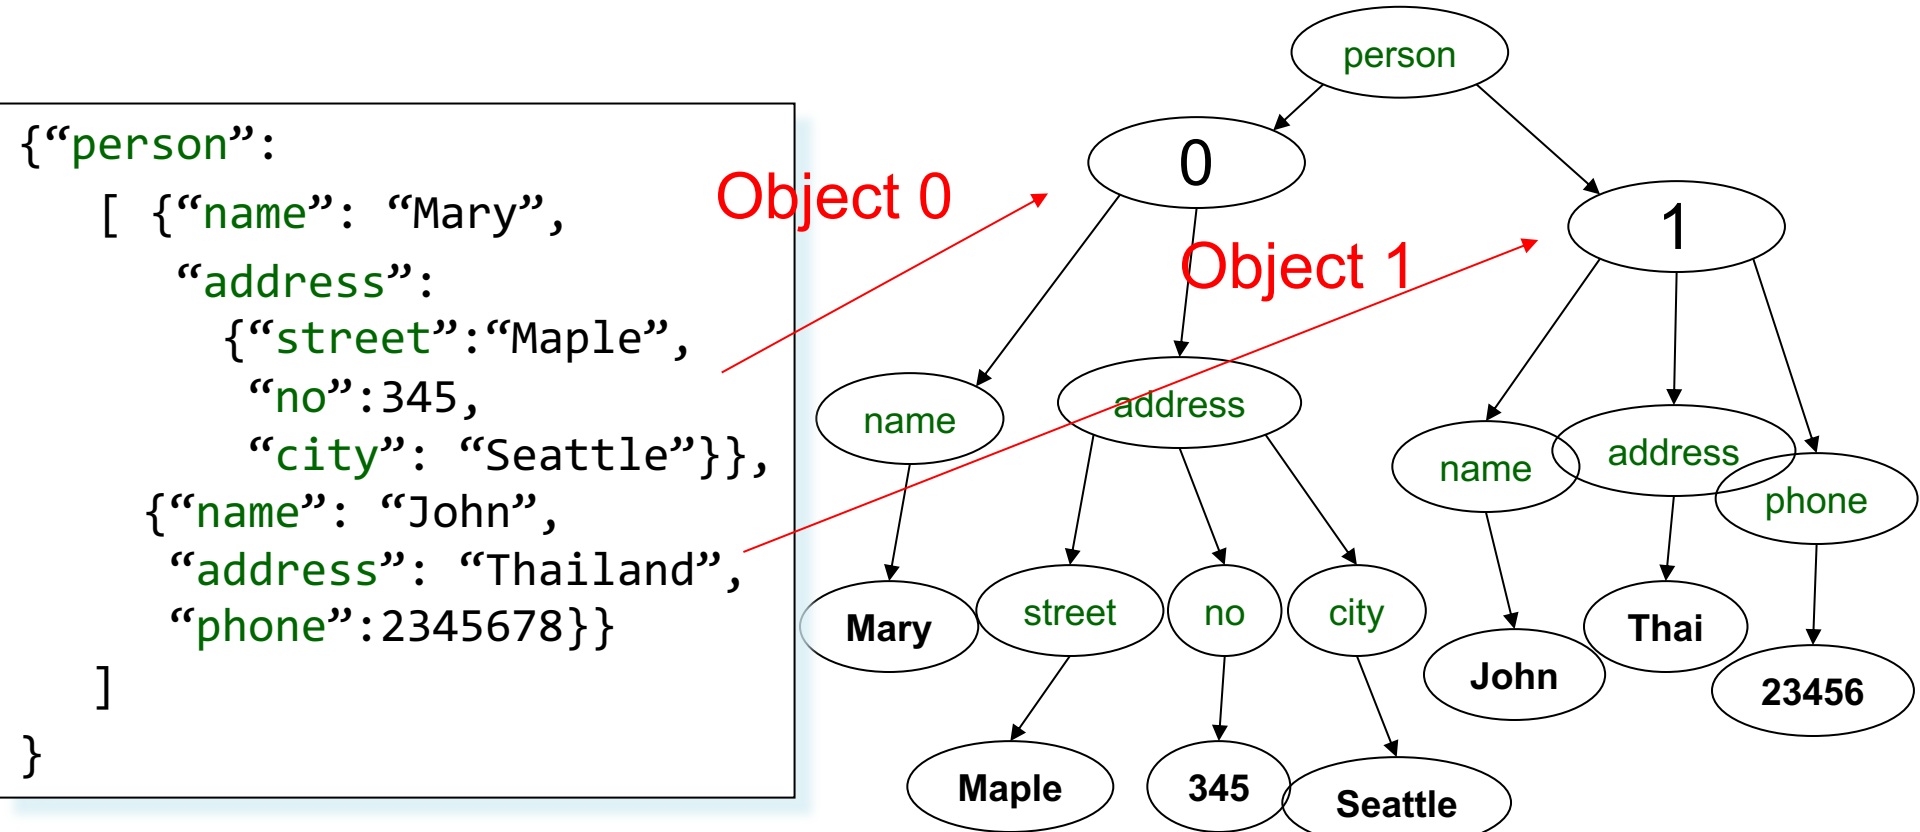 {“person”:
[ {“name”: “Mary”,
“address”:
{“street”:“Maple”,
“no”:345,
“city”: “Seattle”}},
{“name”: “John”,
“address”: “Thailand”,
“phone”:2345678}}
]
}
Object 0
Object 1
person
0
1
name
address
name
address
phone
Mary
street
no
city
John
Thai
23456
Maple
345
Seattle